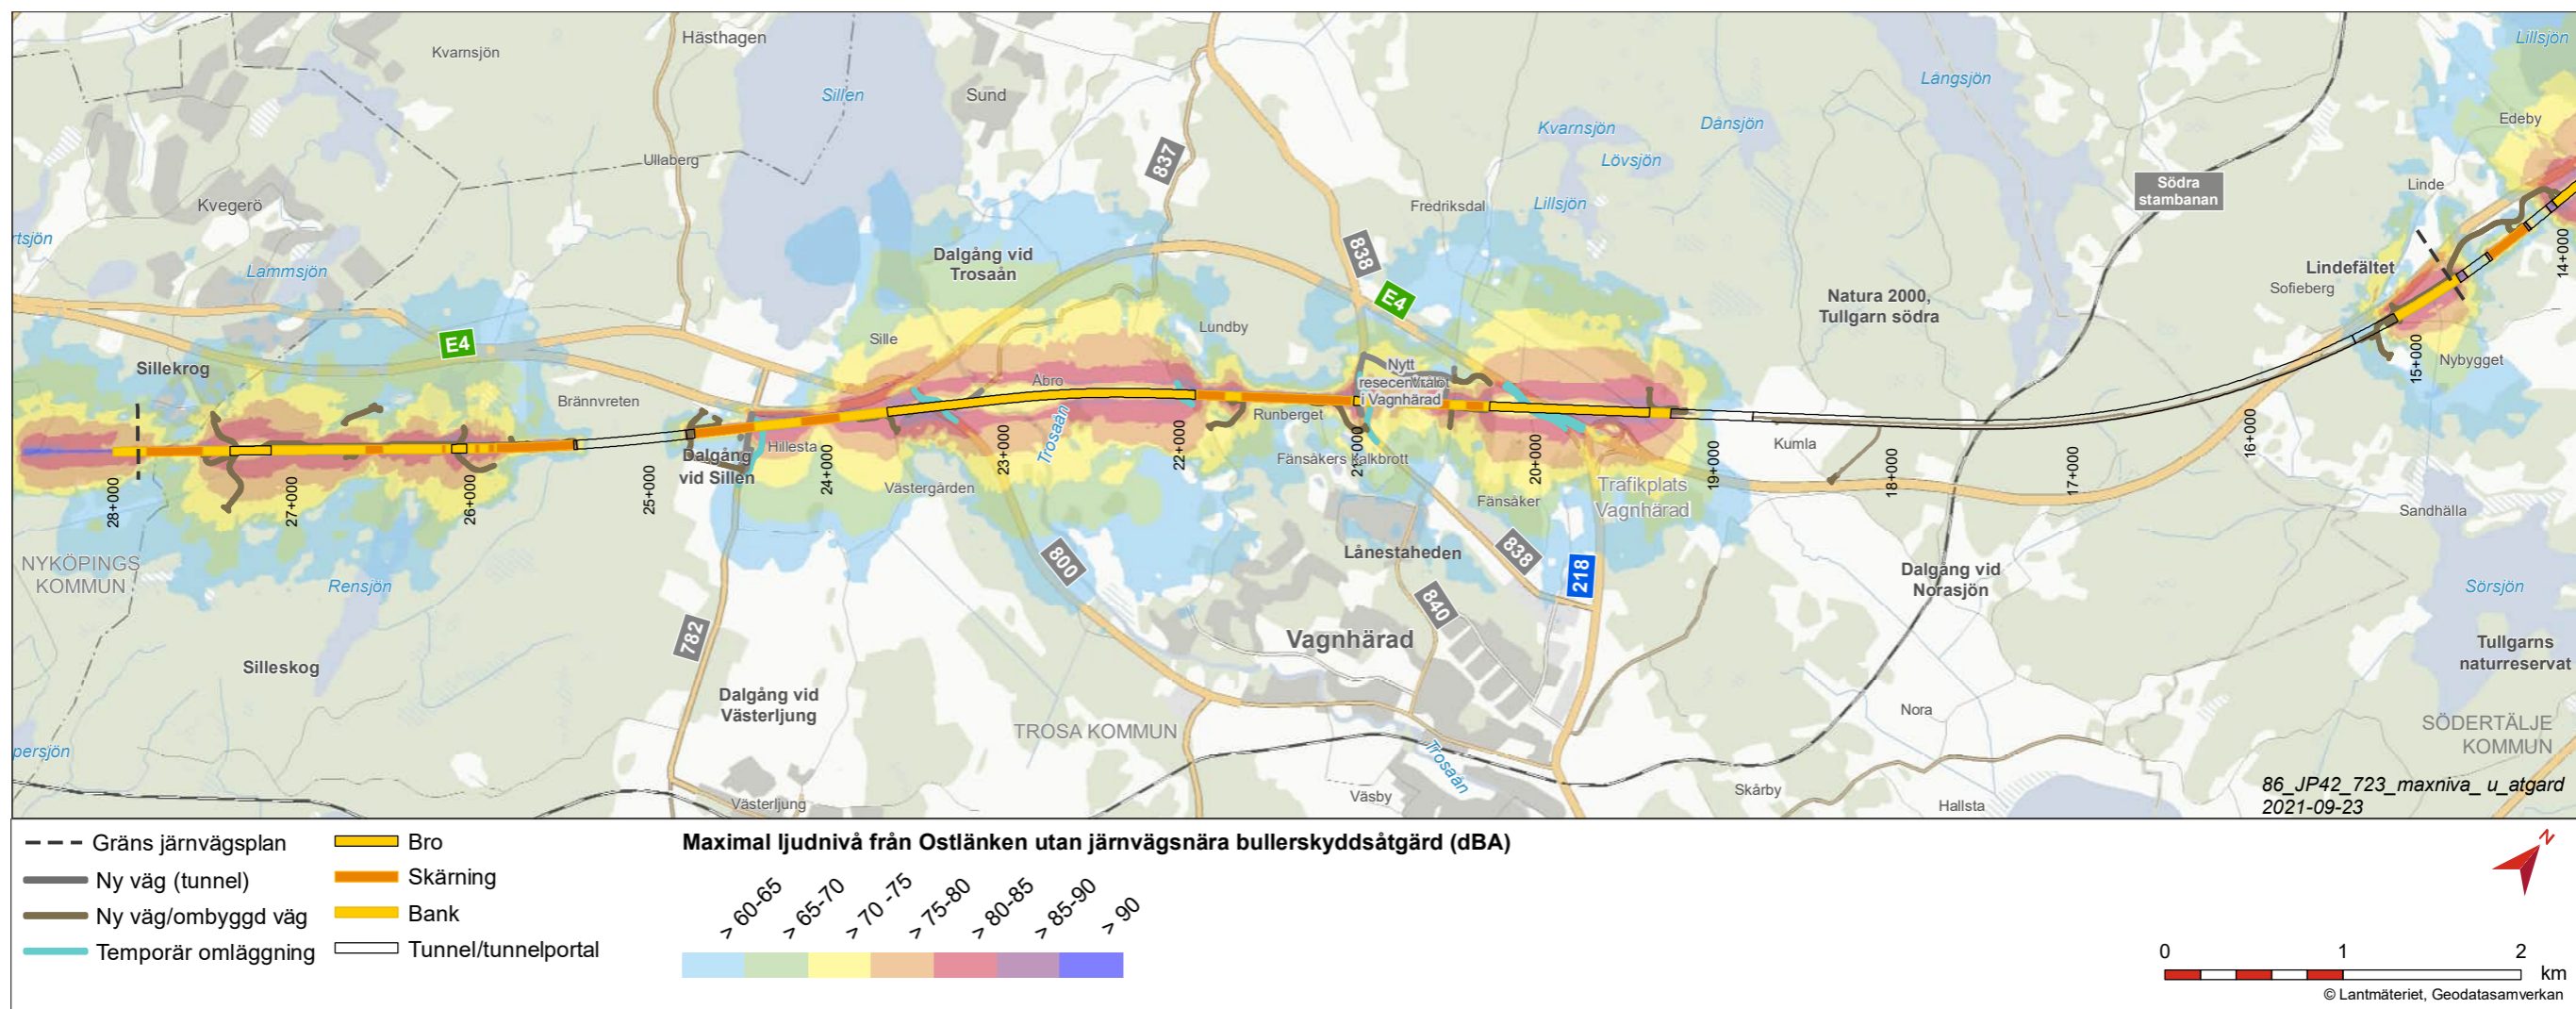 Kvarnsjön
Hästhagen
Sillen
Sund
Långsjön
Lillsjön
Kvarnsjön
Dånsjön
Lövsjön
Edeby
Ullaberg
837
Södra
stambanan
Linde
Kvegerö
Fredriksdal
Lillsjön
rtsjön
Lammsjön
Dalgång vid
Trosaån
838
E4
Natura 2000,
Tullgarn södra
Lindefältet
Sofieberg
14+000
E4
Sillekrog
Sille
Lundby
Nytt
resecentrum
i Vagnhärad
15+000
Nybygget
Brännvreten
Åbro
Runberget
Hillesta
Dalgång
vid Sillen
Trosaån
Fänsåkers Kalkbrott
Kumla
28+000
27+000
26+000
25+000
24+000
23+000
22+000
21+000
20+000
19+000
18+000
17+000
16+000
Västergården
Fänsåker
Trafikplats
Vagnhärad
Sandhälla
NYKÖPINGS
KOMMUN
Rensjön
800
Lånestaheden
838
218
Dalgång vid
Norasjön
Sörsjön
782
840
Vagnhärad
Silleskog
Tullgarns
naturreservat
Dalgång vid
Västerljung
TROSA KOMMUN
Nora
SÖDERTÄLJE
KOMMUN
persjön
Trosaån
Västerljung
Väsby
Skårby
Hallsta
86_JP42_723_maxniva_ u_atgard
2021-09-23
Gräns järnvägsplan
Ny väg (tunnel)
Ny väg/ombyggd väg
Temporär omläggning
Bro
Skärning
Bank
Tunnel/tunnelportal
Maximal ljudnivå från Ostlänken utan järnvägsnära bullerskyddsåtgärd (dBA)
> 60-65
> 65-70
> 70 -75
> 75-80
> 80-85
> 85-90
> 90
N
0 1 2
km
© Lantmäteriet, Geodatasamverkan